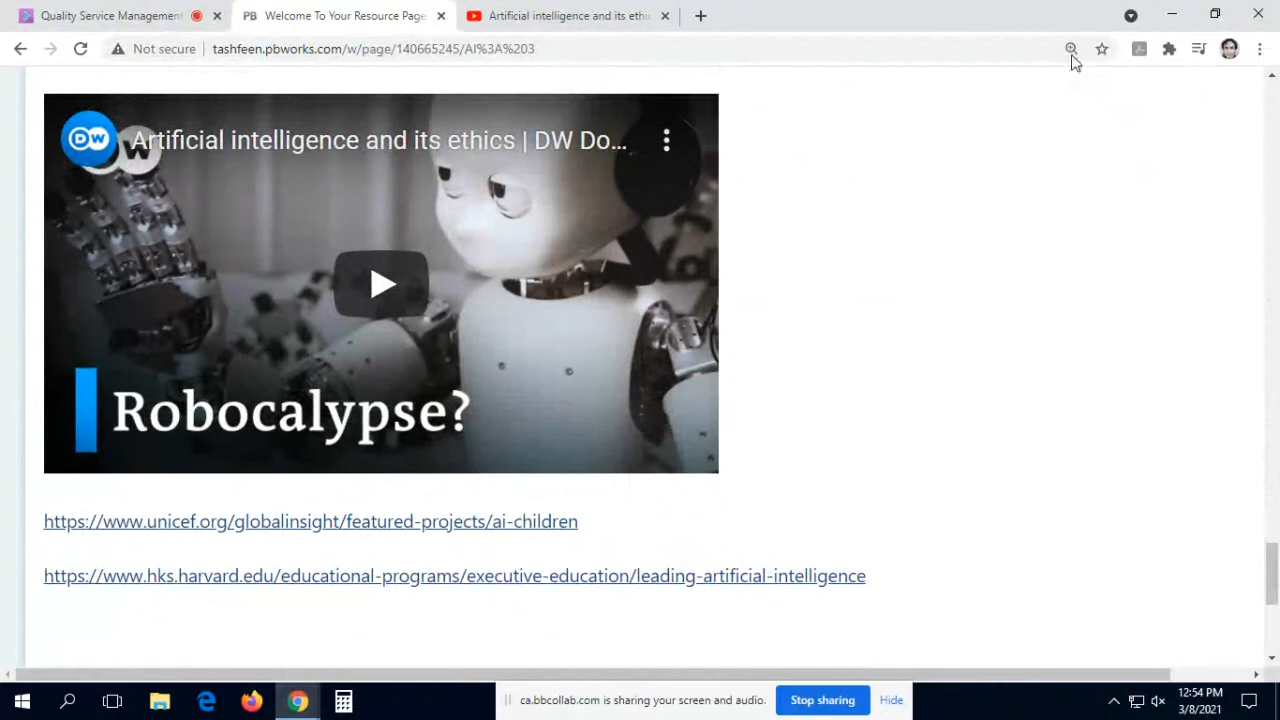 Quality Service Management
PB Welcome To Your Resource Page
Artificial intelligence and its ethi
Not secure
tashfeen.pbworks.com/w/page/140665245/AI%3A%203
DW
Artificial intelligence and its ethics | DW Do...
Robocalypse?
https://www.unicef.org/globalinsight/featured-projects/ai-children
https://www.hks.harvard.edu/educational-programs/executive-education/leading-artificial-intelligence
ca.bbcollab.com is sharing your screen and audio.
Stop sharing
Hide
12:54 PM
3/8/2021